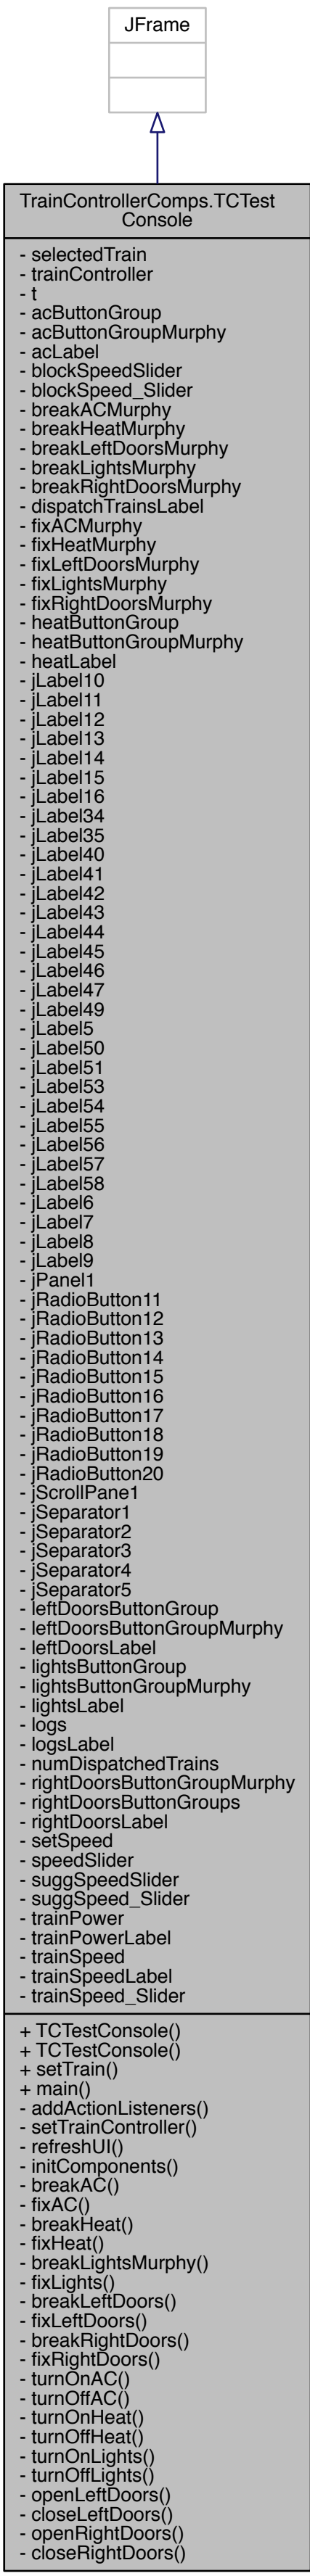 JFrame
TrainControllerComps.TCTest
Console
- selectedTrain
- trainController
- t
- acButtonGroup
- acButtonGroupMurphy
- acLabel
- blockSpeedSlider
- blockSpeed_Slider
- breakACMurphy
- breakHeatMurphy
- breakLeftDoorsMurphy
- breakLightsMurphy
- breakRightDoorsMurphy
- dispatchTrainsLabel
- fixACMurphy
- fixHeatMurphy
- fixLeftDoorsMurphy
- fixLightsMurphy
- fixRightDoorsMurphy
- heatButtonGroup
- heatButtonGroupMurphy
- heatLabel
- jLabel10
- jLabel11
- jLabel12
- jLabel13
- jLabel14
- jLabel15
- jLabel16
- jLabel34
- jLabel35
- jLabel40
- jLabel41
- jLabel42
- jLabel43
- jLabel44
- jLabel45
- jLabel46
- jLabel47
- jLabel49
- jLabel5
- jLabel50
- jLabel51
- jLabel53
- jLabel54
- jLabel55
- jLabel56
- jLabel57
- jLabel58
- jLabel6
- jLabel7
- jLabel8
- jLabel9
- jPanel1
- jRadioButton11
- jRadioButton12
- jRadioButton13
- jRadioButton14
- jRadioButton15
- jRadioButton16
- jRadioButton17
- jRadioButton18
- jRadioButton19
- jRadioButton20
- jScrollPane1
- jSeparator1
- jSeparator2
- jSeparator3
- jSeparator4
- jSeparator5
- leftDoorsButtonGroup
- leftDoorsButtonGroupMurphy
- leftDoorsLabel
- lightsButtonGroup
- lightsButtonGroupMurphy
- lightsLabel
- logs
- logsLabel
- numDispatchedTrains
- rightDoorsButtonGroupMurphy
- rightDoorsButtonGroups
- rightDoorsLabel
- setSpeed
- speedSlider
- suggSpeedSlider
- suggSpeed_Slider
- trainPower
- trainPowerLabel
- trainSpeed
- trainSpeedLabel
- trainSpeed_Slider
+ TCTestConsole()
+ TCTestConsole()
+ setTrain()
+ main()
- addActionListeners()
- setTrainController()
- refreshUI()
- initComponents()
- breakAC()
- fixAC()
- breakHeat()
- fixHeat()
- breakLightsMurphy()
- fixLights()
- breakLeftDoors()
- fixLeftDoors()
- breakRightDoors()
- fixRightDoors()
- turnOnAC()
- turnOffAC()
- turnOnHeat()
- turnOffHeat()
- turnOnLights()
- turnOffLights()
- openLeftDoors()
- closeLeftDoors()
- openRightDoors()
- closeRightDoors()